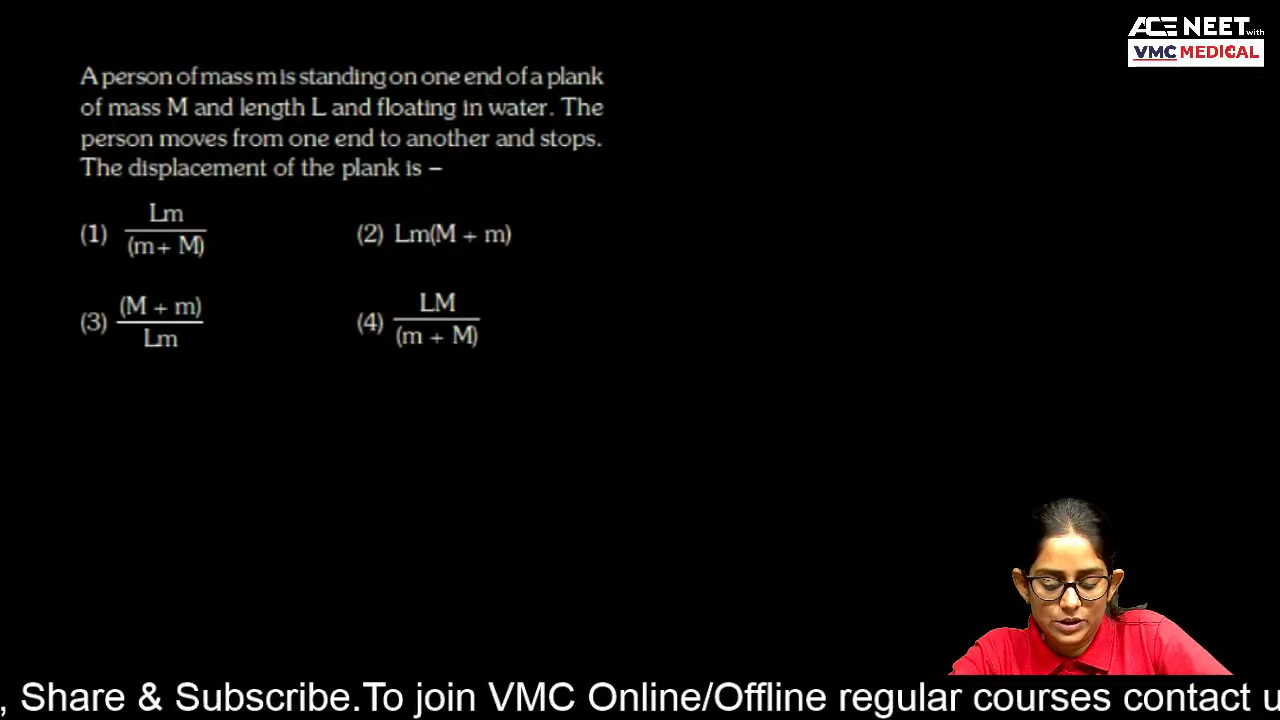 ACE NEET with
VMC MEDICAL
A person of mass m is standing on one end of a plank
of mass M and length L and floating in water. The
person moves from one end to another and stops.
The displacement of the plank is –
(1) Lm/(m+ M) (2) Lm(M + m)
(3) (M + m)/Lm (4) LM/(m + M)
, Share & Subscribe.To join VMC Online/Offline regular courses contact u